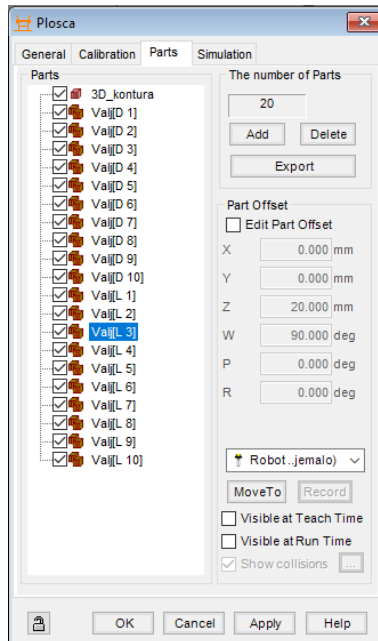 Plosca
General Calibration Parts Simulation
Parts
3D_kontura
Valj[D 1]
Valj[D 2]
Valj[D 3]
Valj[D 4]
Valj[D 5]
Valj[D 6]
Valj[D 7]
Valj[D 8]
Valj[D 9]
Valj[D 10]
Valj[L 1]
Valj[L 2]
Valj[L 3]
Valj[L 4]
Valj[L 5]
Valj[L 6]
Valj[L 7]
Valj[L 8]
Valj[L 9]
Valj[L 10]
The number of Parts
20
Add Delete
Export
Part Offset
Edit Part Offset
X 0.000 mm
Y 0.000 mm
Z 20.000 mm
W 90.000 deg
P 0.000 deg
R 0.000 deg
Robot..jemalo)
MoveTo Record
Visible at Teach Time
Visible at Run Time
Show collisions ...
OK Cancel Apply Help